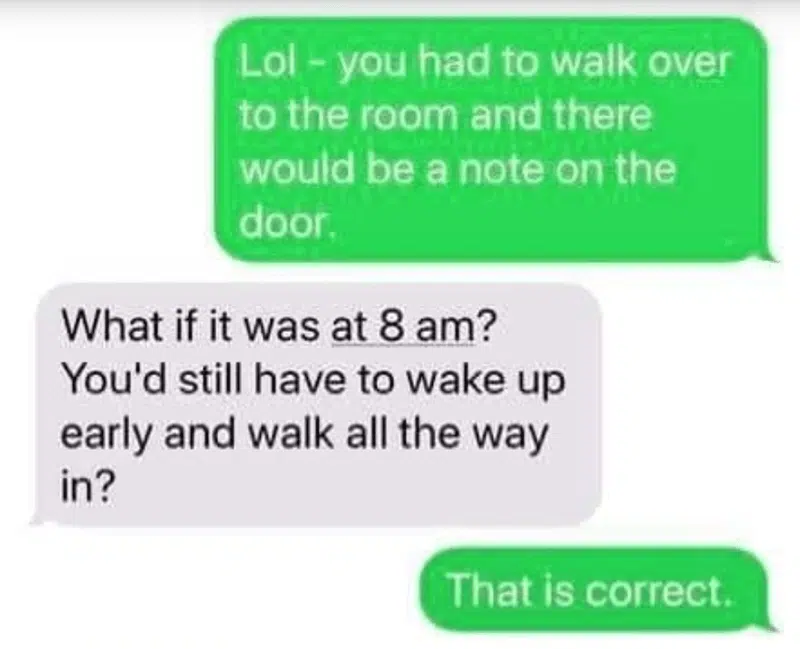 Lol - you had to walk over
to the room and there
would be a note on the
door.
What if it was at 8 am?
You'd still have to wake up
early and walk all the way
in?
That is correct.